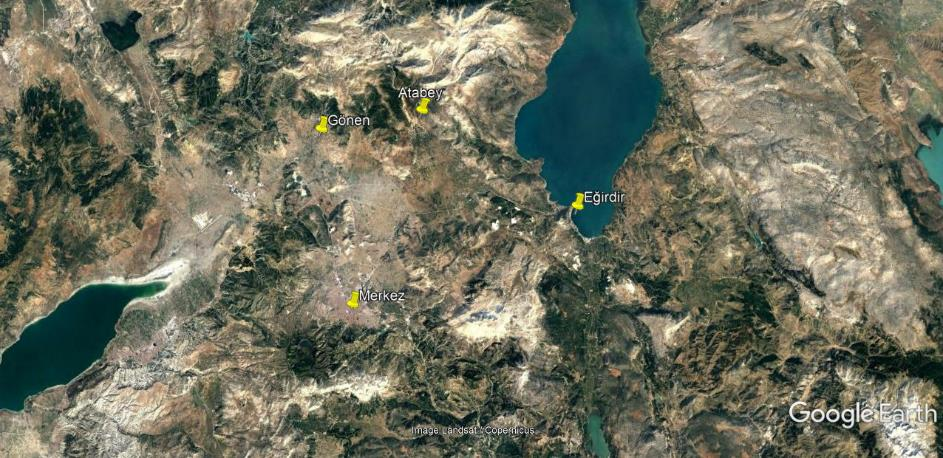 Atabey
Gönen
Eğirdir
Merkez
Google Earth
Image Landsat / Copernicus